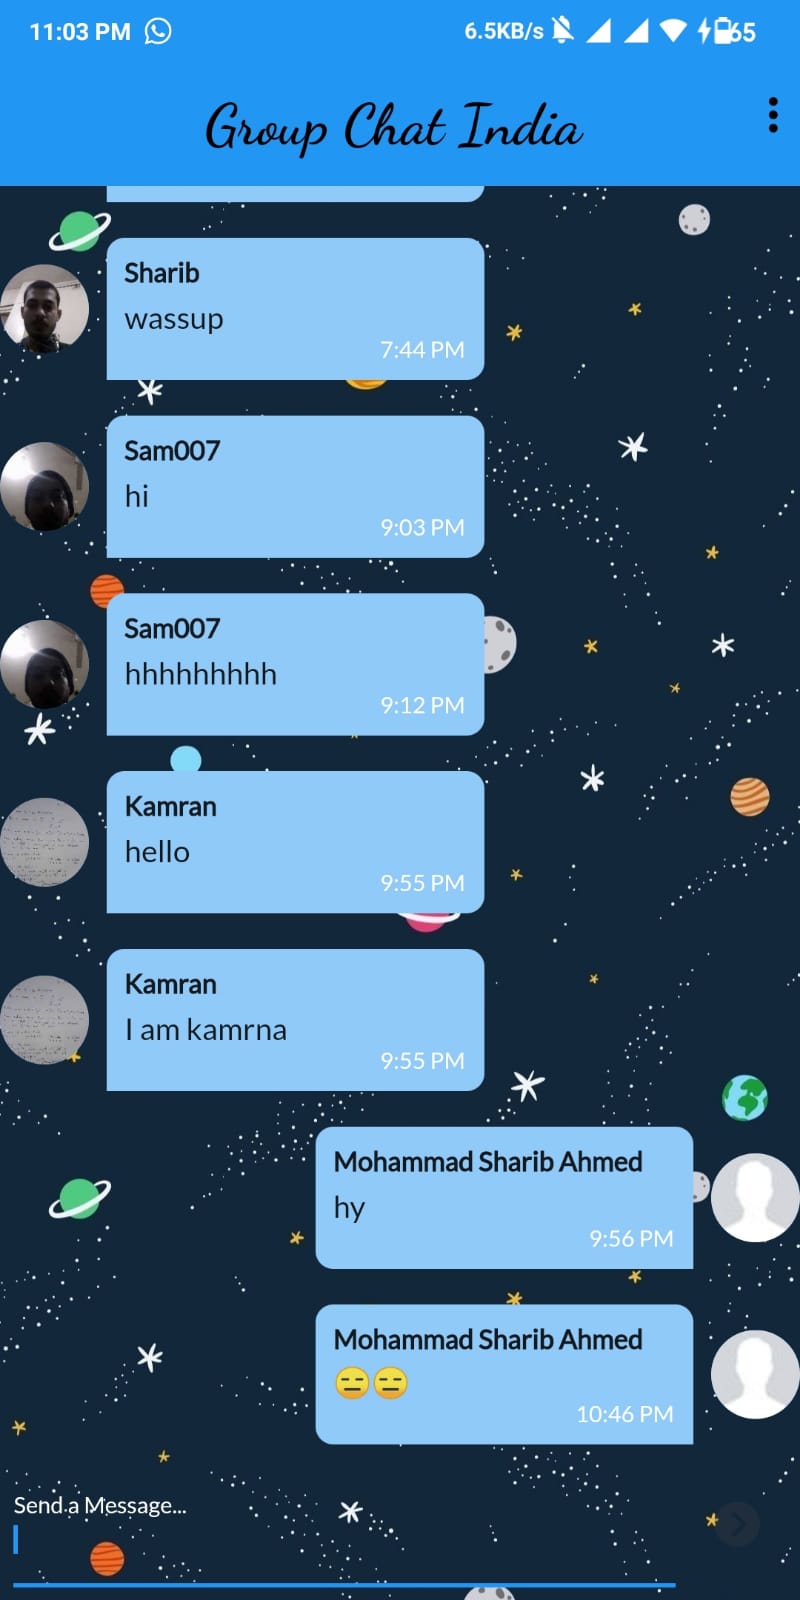 11:03 PM 6.5KB/s 65
Group Chat India
Sharib
wassup
7:44 PM
Sam007
hi
9:03 PM
Sam007
hhhhhhhhh
9:12 PM
Kamran
hello
9:55 PM
Kamran
I am kamrna
9:55 PM
Mohammad Sharib Ahmed
hy
9:56 PM
Mohammad Sharib Ahmed
😑😑
10:46 PM
Send a Message...